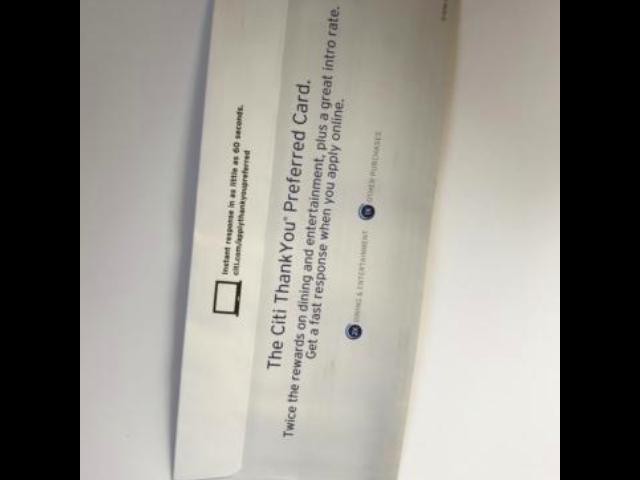 Instant response in as little as 60 seconds.
citi.com/applythankyoupreferred
The Citi ThankYou® Preferred Card.
Twice the rewards on dining and entertainment, plus a great intro rate.
Get a fast response when you apply online.
2X DINING & ENTERTAINMENT 1X OTHER PURCHASES